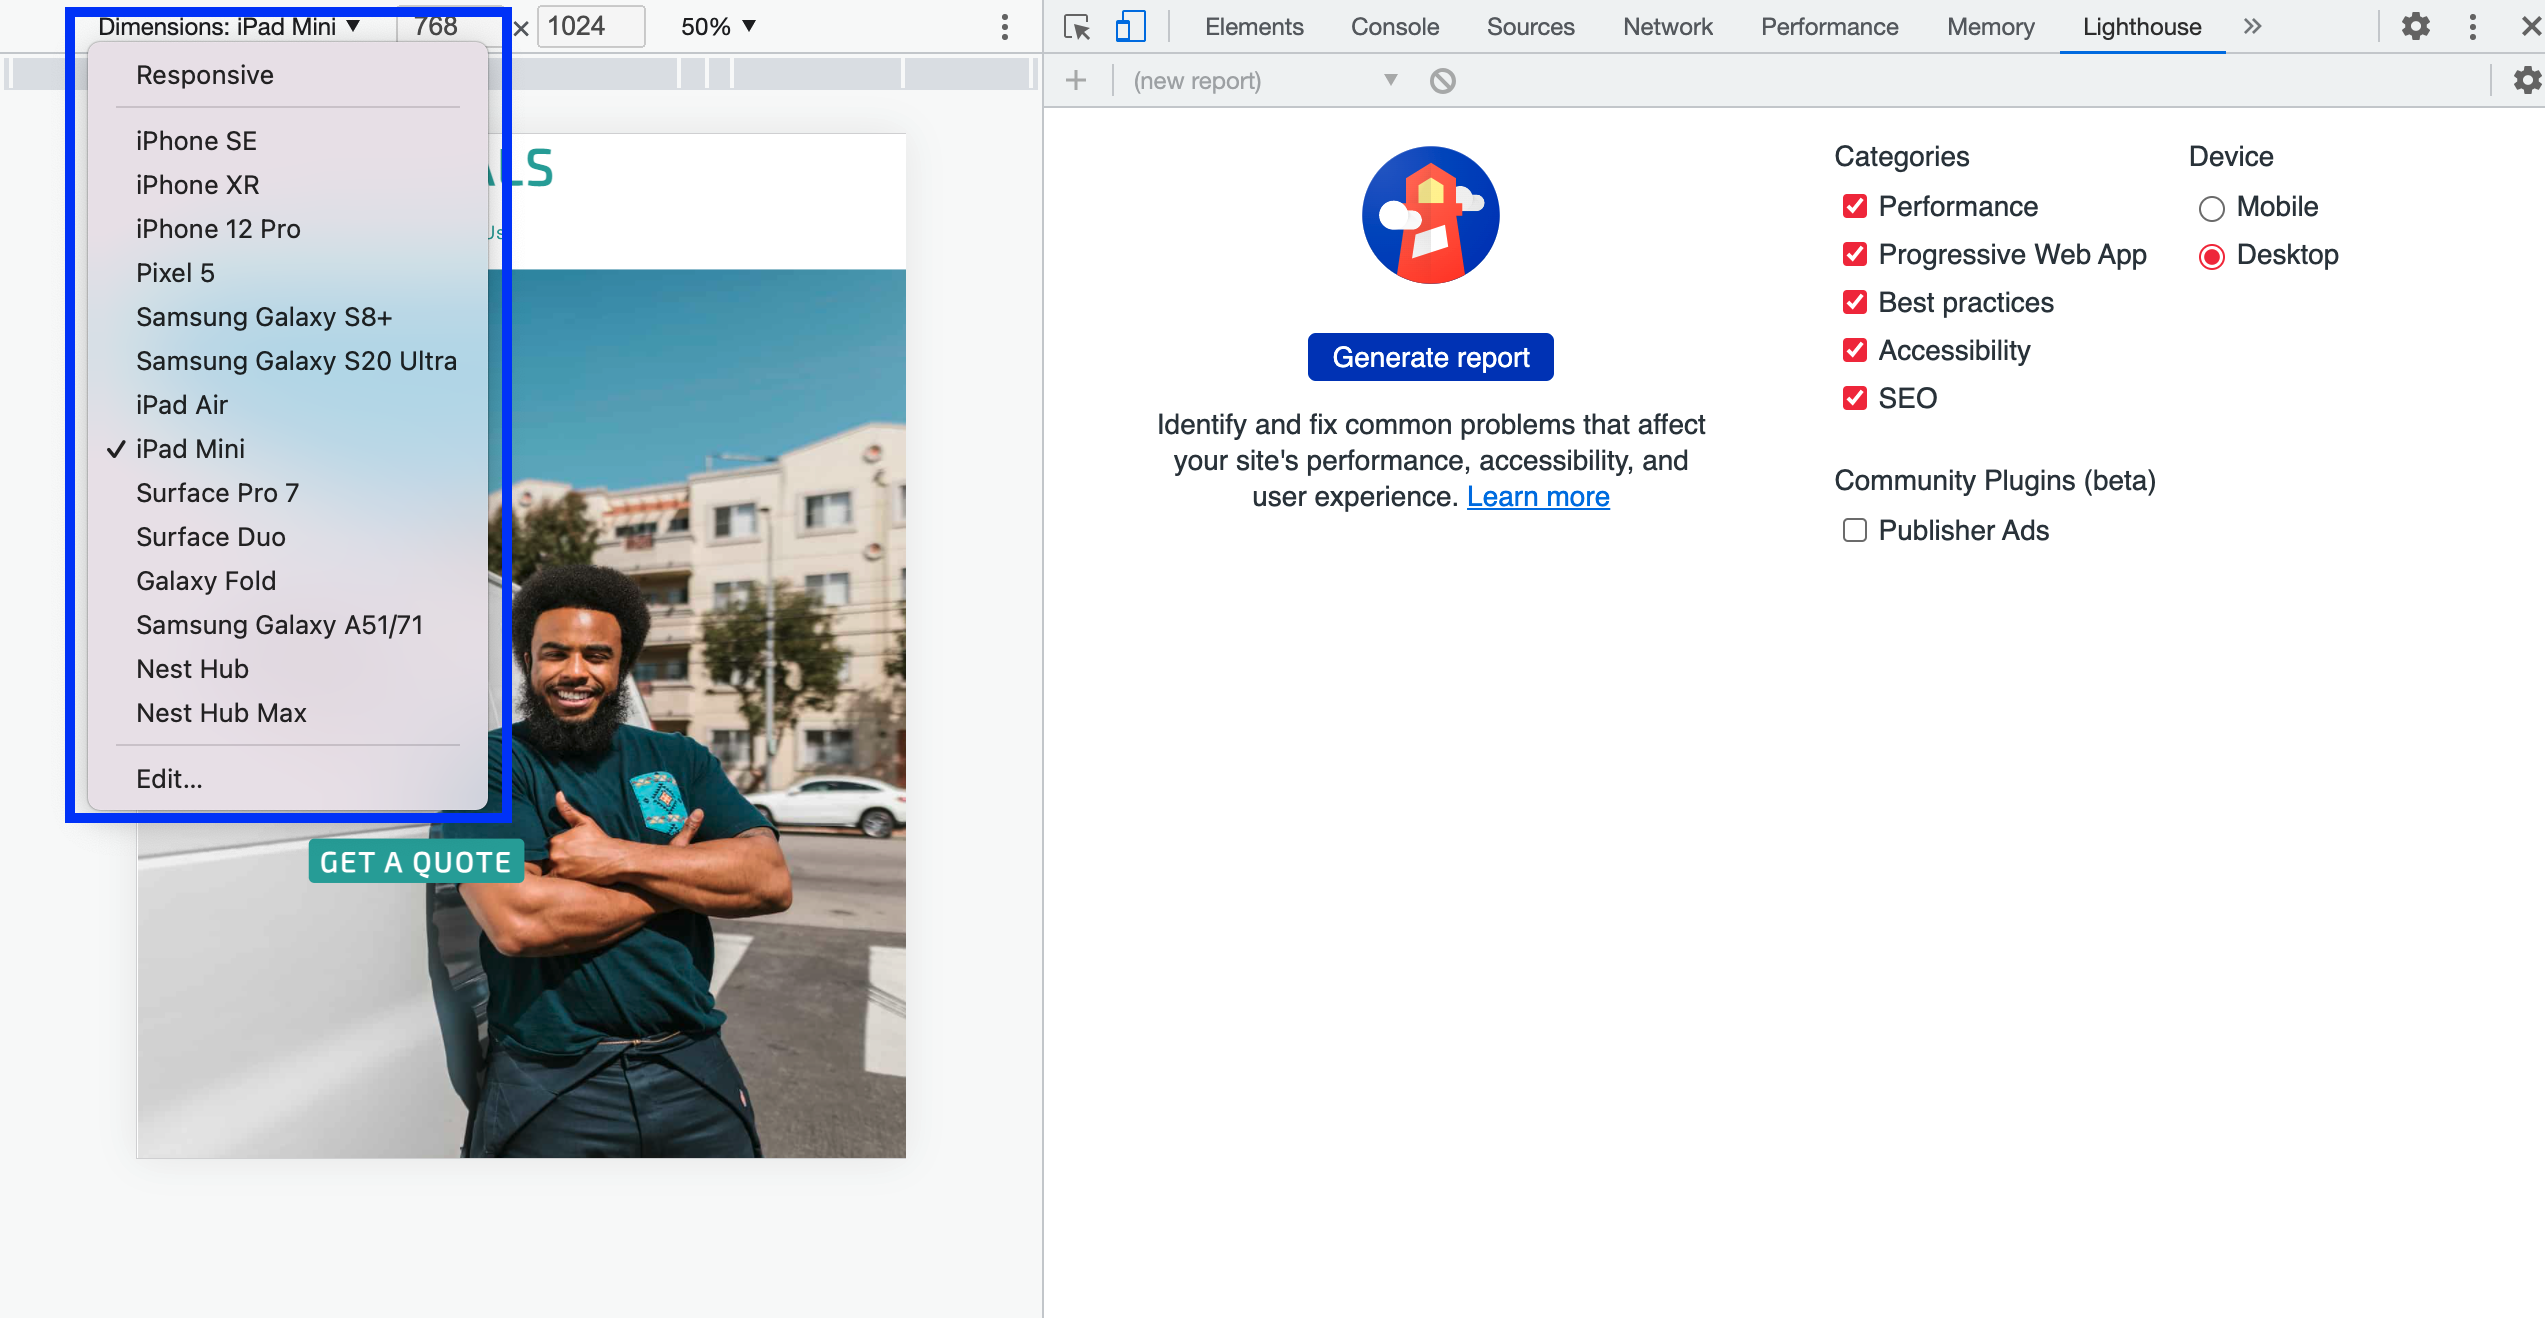 Dimensions: iPad Mini ▼ 768 × 1024 50% ▼
Responsive
iPhone SE
iPhone XR
iPhone 12 Pro
Pixel 5
Samsung Galaxy S8+
Samsung Galaxy S20 Ultra
iPad Air
✓ iPad Mini
Surface Pro 7
Surface Duo
Galaxy Fold
Samsung Galaxy A51/71
Nest Hub
Nest Hub Max
Edit...
LS
Us
GET A QUOTE
Elements Console Sources Network Performance Memory Lighthouse »
(new report) ▼
Generate report
Identify and fix common problems that affect
your site's performance, accessibility, and
user experience. Learn more
Categories
Performance
Progressive Web App
Best practices
Accessibility
SEO
Community Plugins (beta)
Publisher Ads
Device
Mobile
Desktop